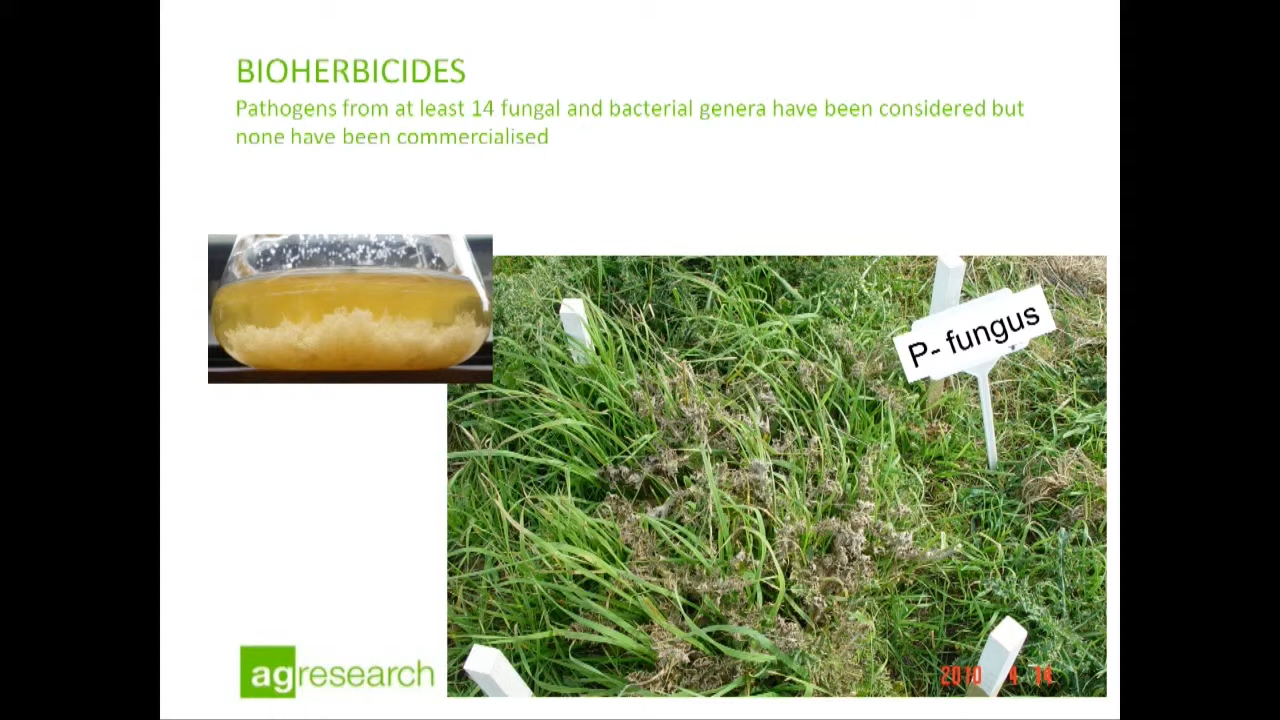 BIOHERBICIDES
Pathogens from at least 14 fungal and bacterial genera have been considered but
none have been commercialised
P- fungus
agresearch
2010 4 14